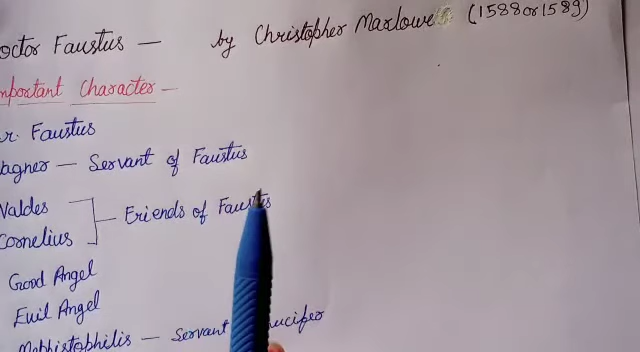 octor Faustus — by Christopher Marlowe (1588 or 1589)
mportant Character —
r. Faustus
agner — Servant of Faustus
Valdes
Cornelius
Friends of Faustus
Good Angel
Evil Angel
Mephistophilis — Servant ucifer